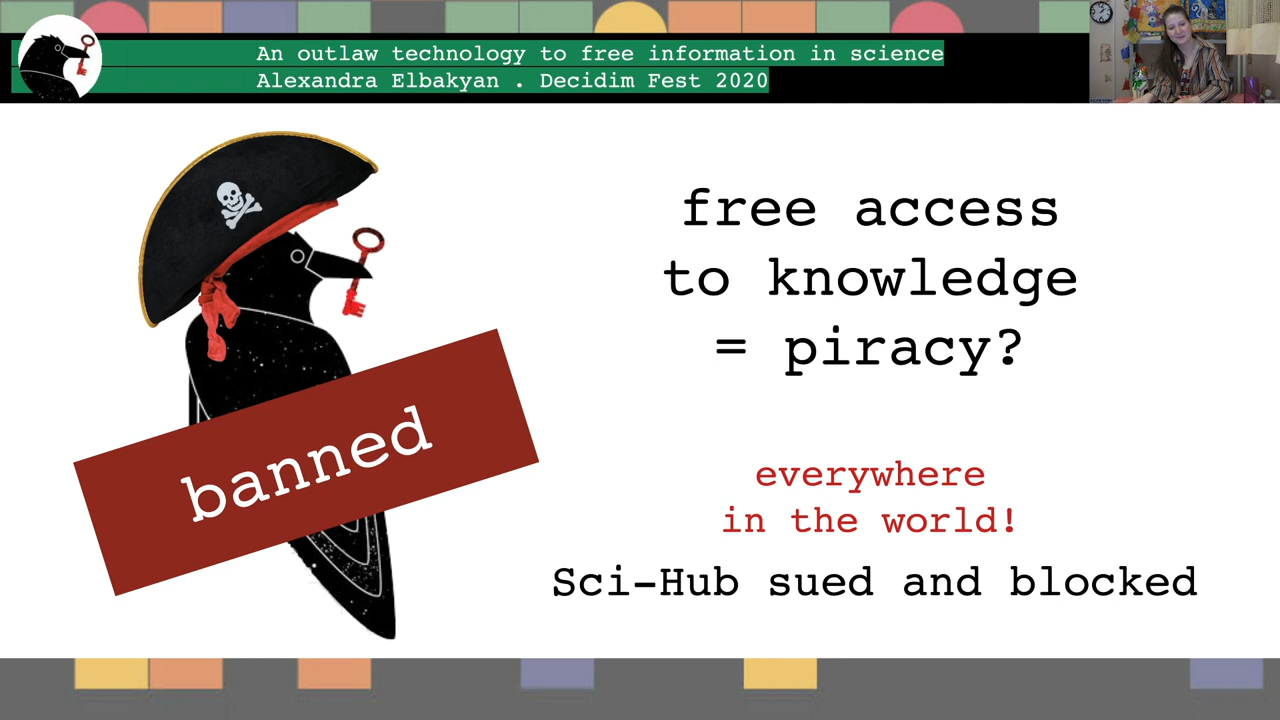 An outlaw technology to free information in science
Alexandra Elbakyan . Decidim Fest 2020
free access
to knowledge
= piracy?
banned
everywhere
in the world!
Sci-Hub sued and blocked